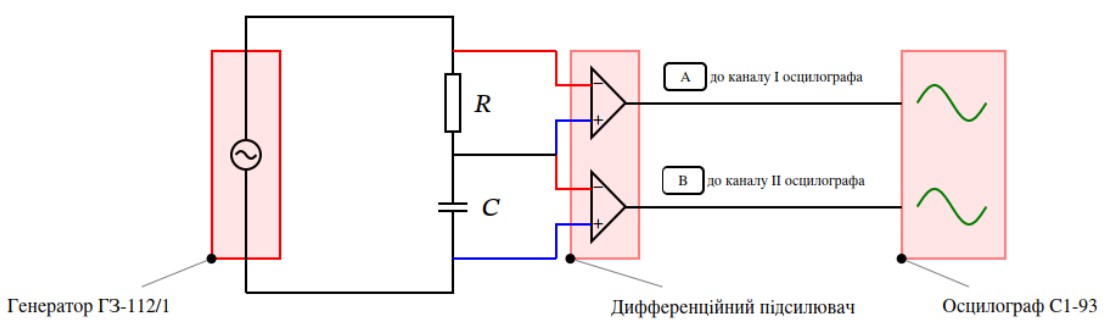 A до каналу I осцилографа
R
−
+
B до каналу II осцилографа
C
−
+
Генератор ГЗ-112/1
Дифференційний підсилювач
Осцилограф С1-93